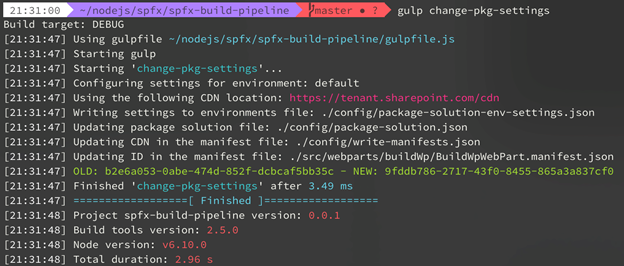 21:31:00 ~/nodejs/spfx/spfx-build-pipeline master ● ? gulp change-pkg-settings
Build target: DEBUG
[21:31:47] Using gulpfile ~/nodejs/spfx/spfx-build-pipeline/gulpfile.js
[21:31:47] Starting gulp
[21:31:47] Starting 'change-pkg-settings'...
[21:31:47] Configuring settings for environment: default
[21:31:47] Using the following CDN location: https://tenant.sharepoint.com/cdn
[21:31:47] Writing settings to environments file: ./config/package-solution-env-settings.json
[21:31:47] Updating package solution file: ./config/package-solution.json
[21:31:47] Updating CDN in the manifest file: ./config/write-manifests.json
[21:31:47] Updating ID in the manifest file: ./src/webparts/buildWp/BuildWpWebPart.manifest.json
[21:31:47] OLD: b2e6a053-0abe-474d-852f-dcbcaf5bb35c - NEW: 9fddb786-2717-43f0-8455-865a3a837cf0
[21:31:47] Finished 'change-pkg-settings' after 3.49 ms
[21:31:47] ==================[ Finished ]==================
[21:31:48] Project spfx-build-pipeline version: 0.0.1
[21:31:48] Build tools version: 2.5.0
[21:31:48] Node version: v6.10.0
[21:31:48] Total duration: 2.96 s